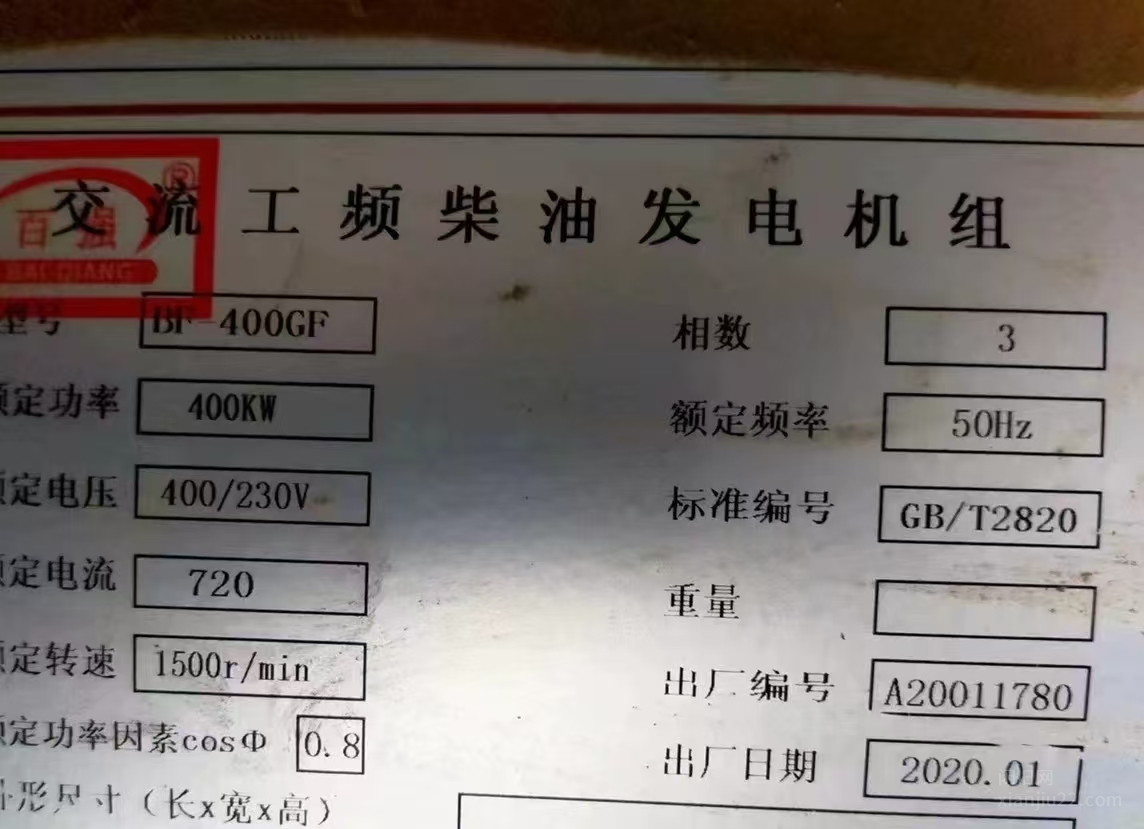 交流工频柴油发电机组
百强®
BAI QIANG
型号 BF-400GF 相数 3
额定功率 400KW 额定频率 50Hz
额定电压 400/230V 标准编号 GB/T2820
额定电流 720 重量
额定转速 1500r/min 出厂编号 A20011780
额定功率因素cosΦ 0.8 出厂日期 2020.01
外形尺寸（长x宽x高）
xianjiu22.com